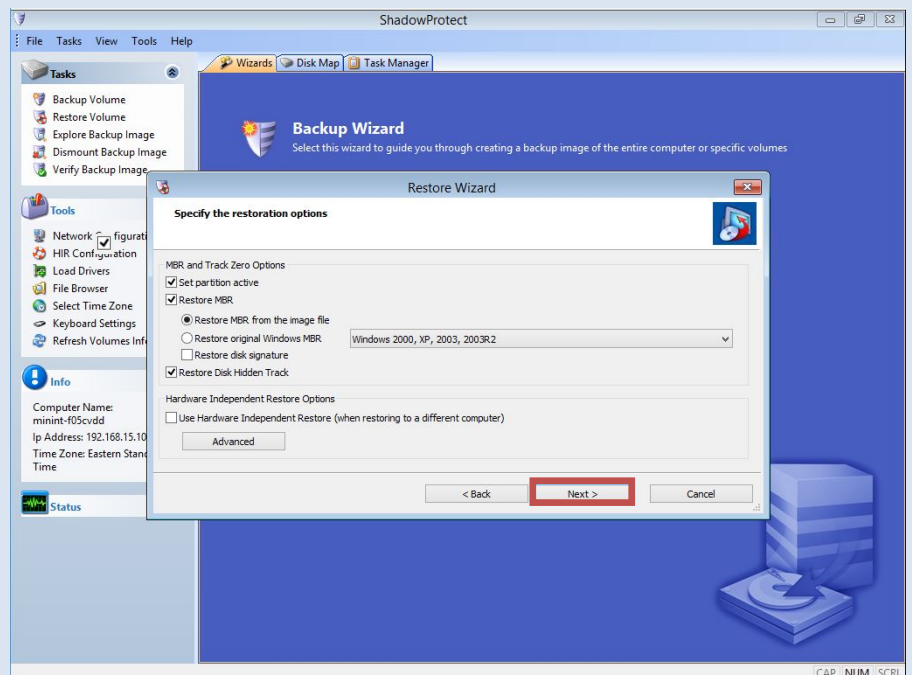 ShadowProtect
File Tasks View Tools Help
Tasks
Backup Volume
Restore Volume
Explore Backup Image
Dismount Backup Image
Verify Backup Image
Tools
Network figurati
HIR Configuration
Load Drivers
File Browser
Select Time Zone
Keyboard Settings
Refresh Volumes Inf
Info
Computer Name:
minint-f05cvdd
Ip Address: 192.168.15.10
Time Zone: Eastern Stand
Time
Status
Wizards Disk Map Task Manager
Backup Wizard
Select this wizard to guide you through creating a backup image of the entire computer or specific volumes
Restore Wizard
Specify the restoration options
MBR and Track Zero Options
Set partition active
Restore MBR
Restore MBR from the image file
Restore original Windows MBR Windows 2000, XP, 2003, 2003R2
Restore disk signature
Restore Disk Hidden Track
Hardware Independent Restore Options
Use Hardware Independent Restore (when restoring to a different computer)
Advanced
< Back Next > Cancel
CAP NUM SCRL